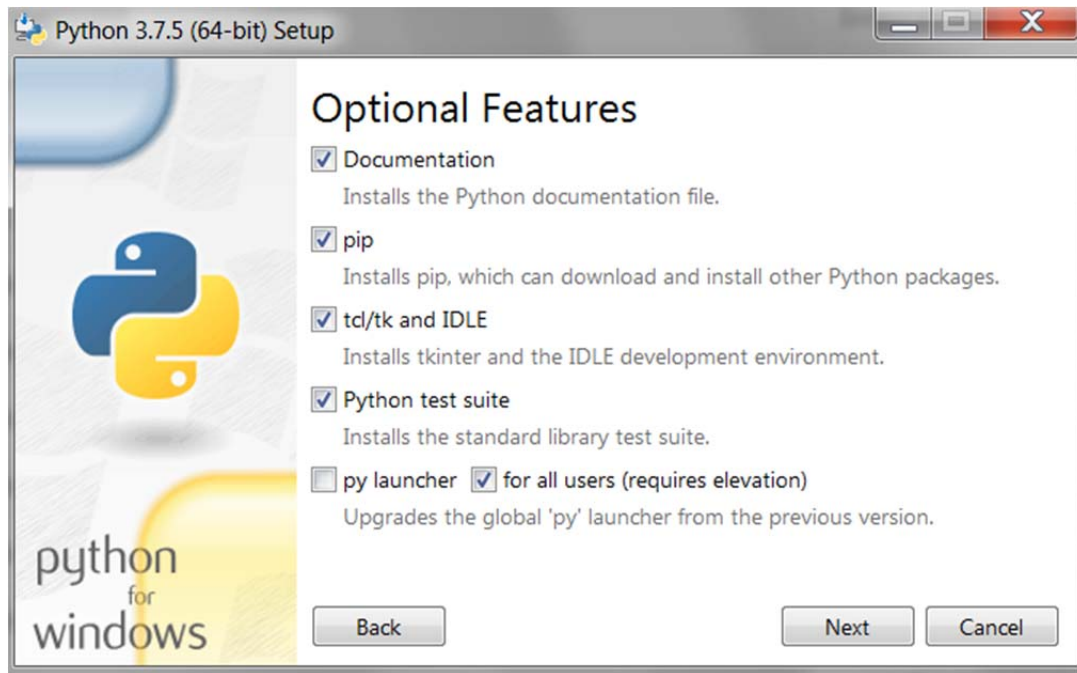 Python 3.7.5 (64-bit) Setup
Optional Features
Documentation
Installs the Python documentation file.
pip
Installs pip, which can download and install other Python packages.
tcl/tk and IDLE
Installs tkinter and the IDLE development environment.
Python test suite
Installs the standard library test suite.
py launcher for all users (requires elevation)
Upgrades the global 'py' launcher from the previous version.
python
for
windows
Back Next Cancel